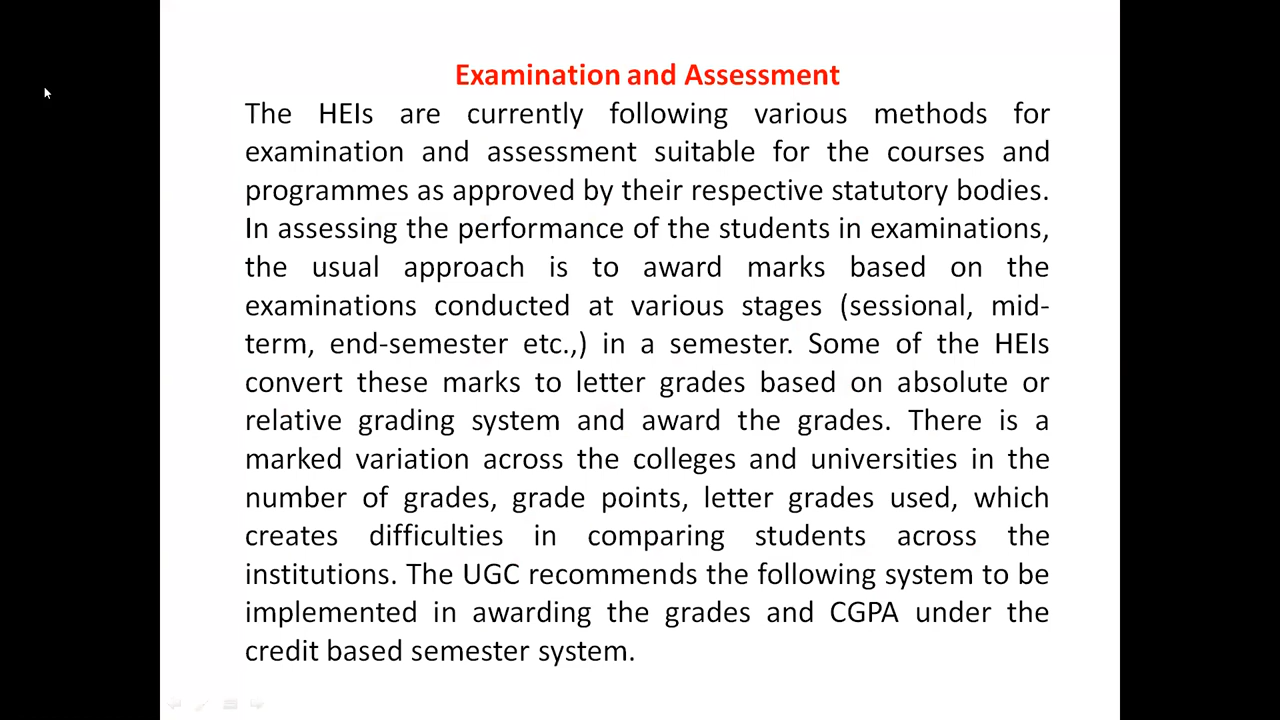 Examination and Assessment
The HEIs are currently following various methods for
examination and assessment suitable for the courses and
programmes as approved by their respective statutory bodies.
In assessing the performance of the students in examinations,
the usual approach is to award marks based on the
examinations conducted at various stages (sessional, mid-
term, end-semester etc.,) in a semester. Some of the HEIs
convert these marks to letter grades based on absolute or
relative grading system and award the grades. There is a
marked variation across the colleges and universities in the
number of grades, grade points, letter grades used, which
creates difficulties in comparing students across the
institutions. The UGC recommends the following system to be
implemented in awarding the grades and CGPA under the
credit based semester system.